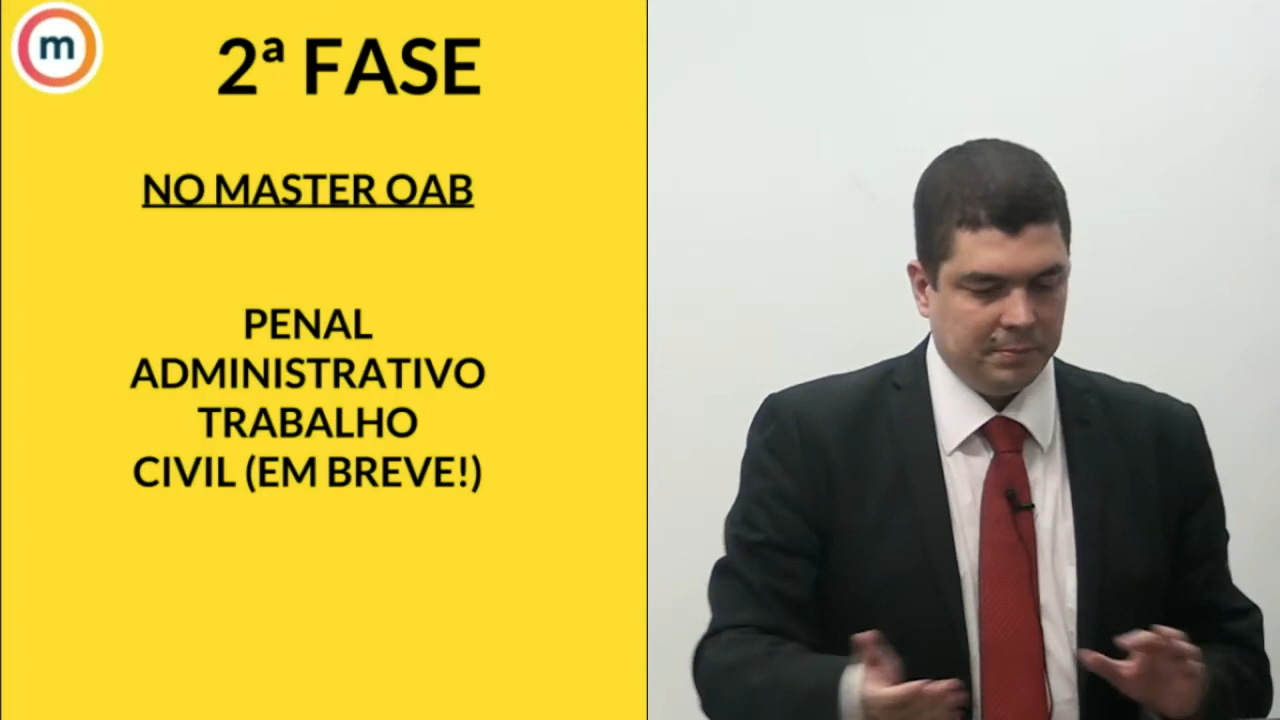 m
2ª FASE
NO MASTER OAB
PENAL
ADMINISTRATIVO
TRABALHO
CIVIL (EM BREVE!)